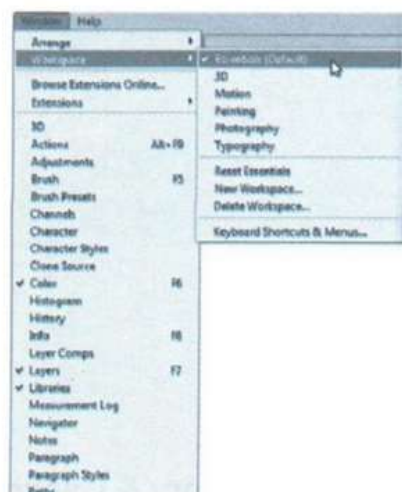 Window Help
Arrange
Workspace
Browse Extensions Online...
Extensions
3D
Actions Alt+F9
Adjustments
Brush F5
Brush Presets
Channels
Character
Character Styles
Clone Source
Color F6
Histogram
History
Info F8
Layer Comps
Layers F7
Libraries
Measurement Log
Navigator
Notes
Paragraph
Paragraph Styles
Paths
Essentials (Default)
3D
Motion
Painting
Photography
Typography
Reset Essentials
New Workspace...
Delete Workspace...
Keyboard Shortcuts & Menus...